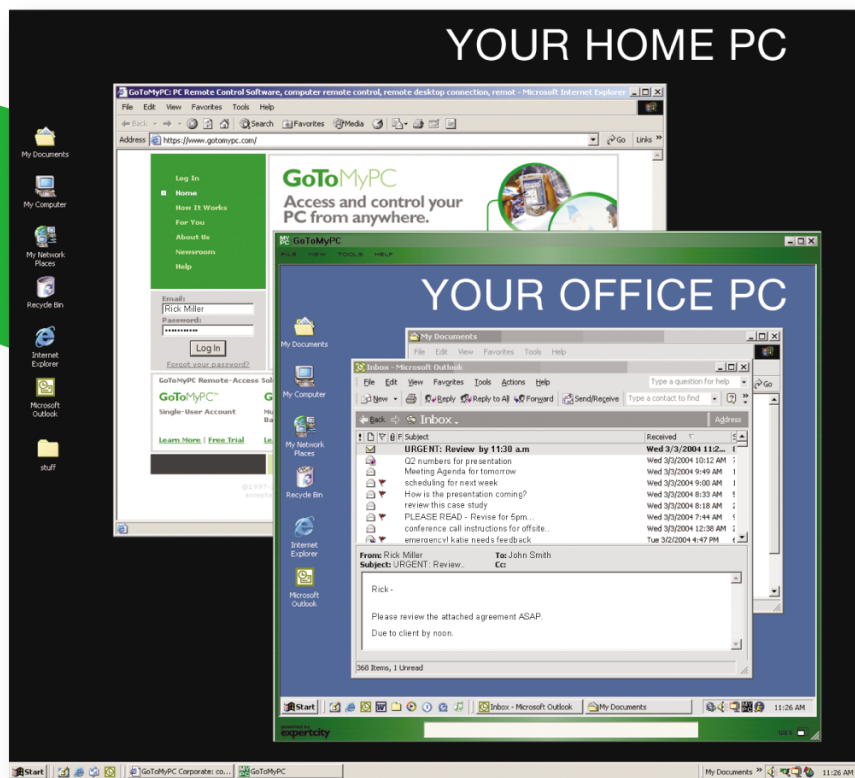 YOUR HOME PC
GoToMyPC: PC Remote Control Software, computer remote control, remote desktop connection, remot - Microsoft Internet Explorer
File Edit View Favorites Tools Help
Back Search Favorites Media
Address https://www.gotomypc.com/ Go Links »
My Documents
My Computer
My Network
Places
Recycle Bin
Internet
Explorer
Microsoft
Outlook
stuff
Log In
Home
How It Works
For You
About Us
Newsroom
Help
Email:
Rick Miller
Password:
Log In
Forgot your password?
GoToMyPC
Access and control your
PC from anywhere.
GoToMyPC Remote-Access Sol
GoToMyPC™ G
Single-User Account Mu
Ba
Learn More | Free Trial Le
©1997-
accept
GoToMyPC
FILE VIEW TOOLS HELP
YOUR OFFICE PC
My Documents
My Computer
My Network
Places
Recycle Bin
Internet
Explorer
Microsoft
Outlook
My Documents
File Edit View Favorites Tools Help
Go
Inbox - Microsoft Outlook
File Edit View Favorites Tools Actions Help Type a question for help
New Reply Reply to All Forward Send/Receive Type a contact to find
Back Inbox . Address
! F Subject Received S
URGENT: Review by 11:30 a.m Wed 3/3/2004 11:2...
Q2 numbers for presentation Wed 3/3/2004 10:12 AM
Meeting Agenda for tomorrow Wed 3/3/2004 9:49 AM
scheduling for next week Wed 3/3/2004 9:00 AM
How is the presentation coming? Wed 3/3/2004 8:33 AM
review this case study Wed 3/3/2004 8:18 AM
PLEASE READ - Revise for 5pm... Wed 3/3/2004 7:44 AM
conference call instructions for offsite.. Wed 3/3/2004 12:38 AM
emergency! katie needs feedback Tue 3/2/2004 4:47 PM
From: Rick Miller To: John Smith
Subject: URGENT: Review.. Cc:
Rick -
Please review the attached agreement ASAP.
Due to client by noon.
368 Items, 1 Unread
Start Inbox - Microsoft Outlook My Documents 11:26 AM
powered by
expertcity
Start GoToMyPC Corporate: co... GoToMyPC My Documents » 11:26 AM